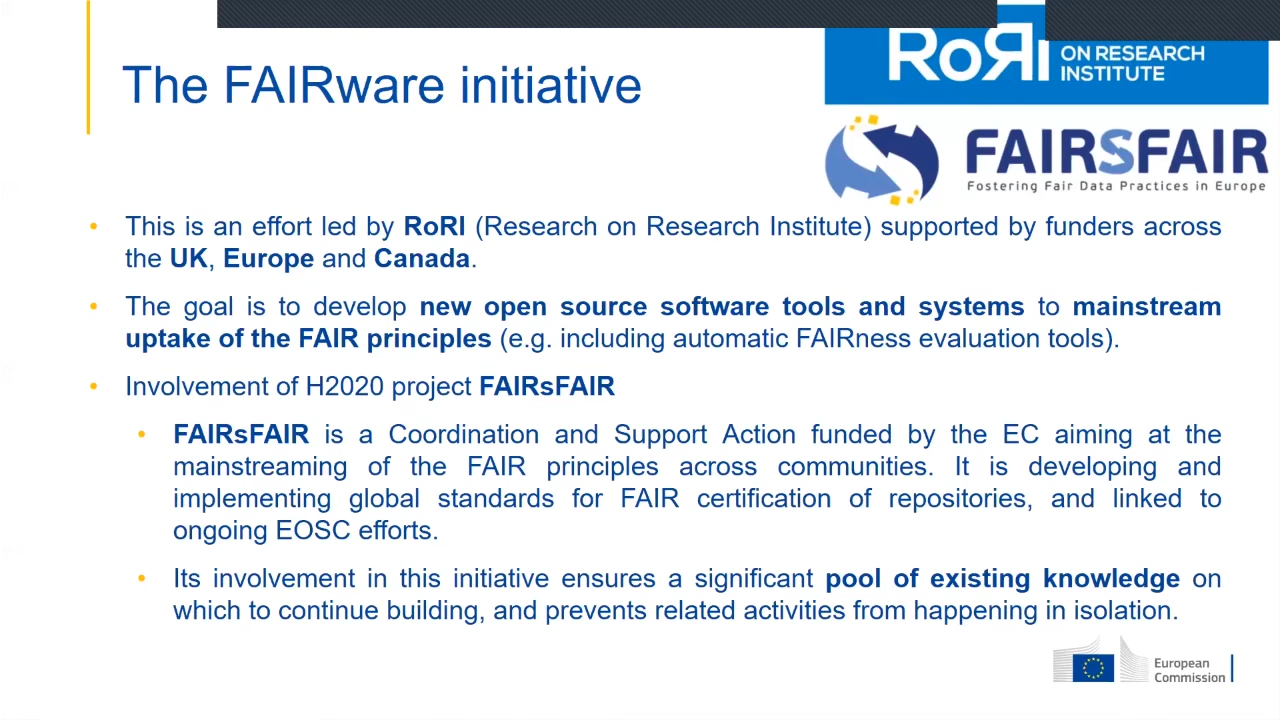 The FAIRware initiative
RoRI ON RESEARCH
INSTITUTE
FAIRSFAIR
Fostering Fair Data Practices in Europe
• This is an effort led by RoRI (Research on Research Institute) supported by funders across
the UK, Europe and Canada.
• The goal is to develop new open source software tools and systems to mainstream
uptake of the FAIR principles (e.g. including automatic FAIRness evaluation tools).
• Involvement of H2020 project FAIRsFAIR
• FAIRsFAIR is a Coordination and Support Action funded by the EC aiming at the
mainstreaming of the FAIR principles across communities. It is developing and
implementing global standards for FAIR certification of repositories, and linked to
ongoing EOSC efforts.
• Its involvement in this initiative ensures a significant pool of existing knowledge on
which to continue building, and prevents related activities from happening in isolation.
European
Commission